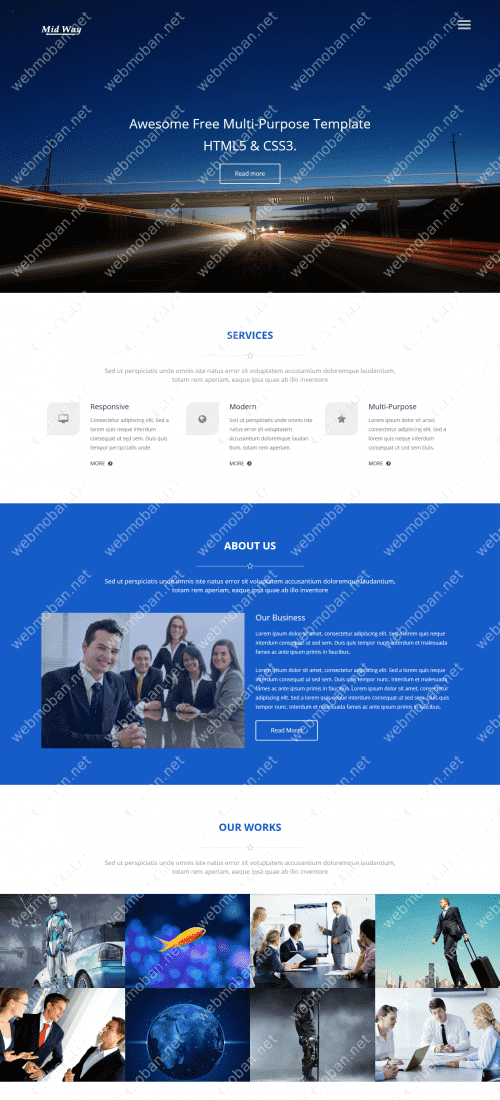 Mid Way
Awesome Free Multi-Purpose Template
HTML5 & CSS3.
Read more
SERVICES
Sed ut perspiciatis unde omnis iste natus error sit voluptatem accusantium doloremque laudantium,
totam rem aperiam, eaque ipsa quae ab illo inventore
Responsive
Consectetur adipiscing elit. Sed a
lorem quis neque interdum
consequat ut sed sem. Duis quis
tempor perspiciatis unde.
MORE
Modern
Sed ut perspiciatis unde omnis
iste natus error sit voluptatem
accusantium doloremque laudan
tium, totam rem aperiam.
MORE
Multi-Purpose
Lorem ipsum dolor sit amet,
consectetur adipiscing elit. Sed a
lorem quis neque interdum
consequat ut sed sem Duis.
MORE
ABOUT US
Sed ut perspiciatis unde omnis iste natus error sit voluptatem accusantium doloremque laudantium,
totam rem aperiam, eaque ipsa quae ab illo inventore
Our Business
Lorem ipsum dolor sit amet, consectetur adipiscing elit. Sed a lorem quis neque
interdum consequat ut sed sem. Duis quis tempor nunc. Interdum et malesuada
fames ac ante ipsum primis in faucibus.
Lorem ipsum dolor sit amet, consectetur adipiscing elit. Sed a lorem quis neque
interdum consequat ut sed sem. Duis quis tempor nunc. Interdum et malesuada
fames ac ante ipsum primis in faucibus. Lorem ipsum dolor sit amet, consectetur
adipiscing elit. Sed a lorem quis neque interdum consequat ut sed sem. Duis quis
tempor nunc. Interdum et malesuada fames ac ante ipsum primis in faucibus.
Read More
OUR WORKS
Sed ut perspiciatis unde omnis iste natus error sit voluptatem accusantium doloremque laudantium,
totam rem aperiam, eaque ipsa quae ab illo inventore
webmoban.net